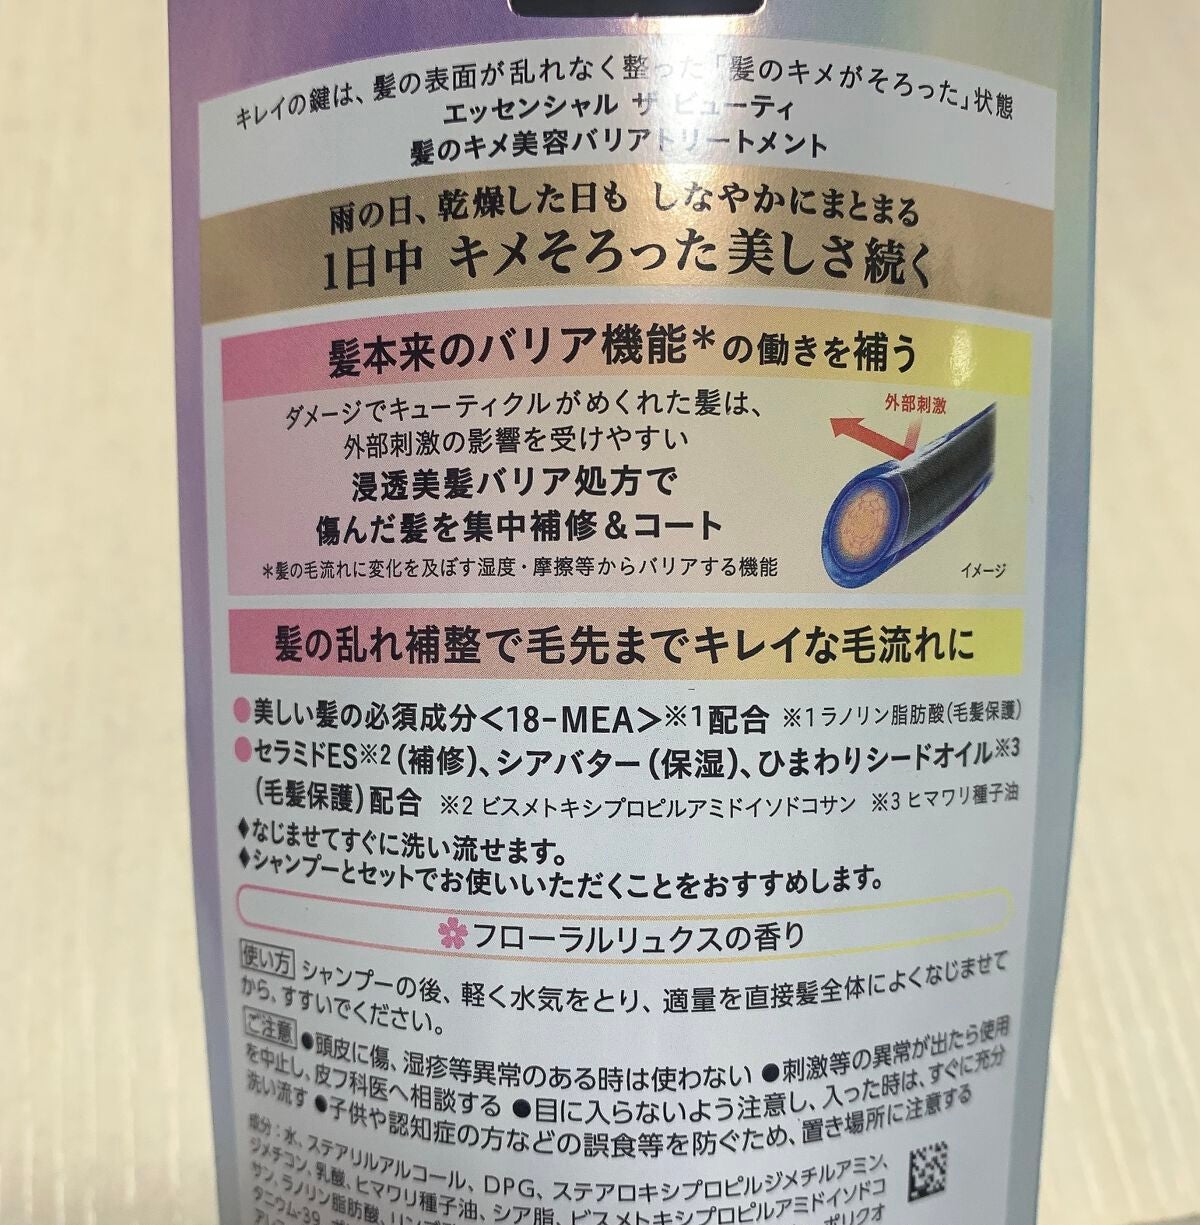 キレイの鍵は、髪の表面が乱れなく整った「髪のキメがそろった」状態
エッセンシャル ザ ビューティ
髪のキメ美容バリアトリートメント
雨の日、乾燥した日も しなやかにまとまる
1日中 キメそろった美しさ続く
髪本来のバリア機能*の働きを補う
ダメージでキューティクルがめくれた髪は、
外部刺激の影響を受けやすい
浸透美髪バリア処方で
傷んだ髪を集中補修&コート
*髪の毛流れに変化を及ぼす湿度・摩擦等からバリアする機能
外部刺激
イメージ
髪の乱れ補整で毛先までキレイな毛流れに
●美しい髪の必須成分<18-MEA>※1配合 ※1ラノリン脂肪酸(毛髪保護)
●セラミドES※2(補修)、シアバター(保湿)、ひまわりシードオイル※3
(毛髪保護)配合 ※2 ビスメトキシプロピルアミドイソドコサン ※3 ヒマワリ種子油
♦なじませてすぐに洗い流せます。
♦シャンプーとセットでお使いいただくことをおすすめします。
フローラルリュクスの香り
使い方 シャンプーの後、軽く水気をとり、適量を直接髪全体によくなじませて
から、すすいでください。
ご注意 ●頭皮に傷、湿疹等異常のある時は使わない ●刺激等の異常が出たら使用
を中止し、皮フ科医へ相談する ●目に入らないよう注意し、入った時は、すぐに充分
洗い流す ●子供や認知症の方などの誤食等を防ぐため、置き場所に注意する
成分:水、ステアリルアルコール、DPG、ステアロキシプロピルジメチルアミン、
ジメチコン、乳酸、ヒマワリ種子油、シア脂、ビスメトキシプロピルアミドイソドコ
サン、ラノリン脂肪酸、
タニウム-39、
ポリクオ